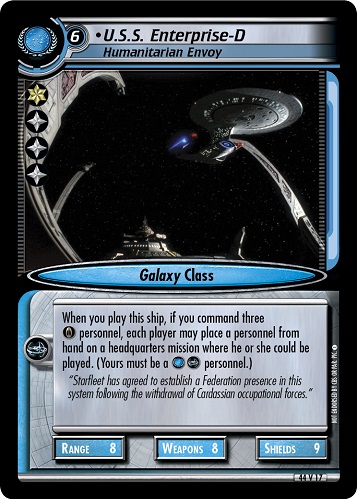 6
•U.S.S. Enterprise-D
Humanitarian Envoy
Galaxy Class
When you play this ship, if you command three
personnel, each player may place a personnel from
hand on a headquarters mission where he or she could be
played. (Yours must be a personnel.)
"Starfleet has agreed to establish a Federation presence in this
system following the withdrawal of Cardassian occupational forces."
RANGE 8 WEAPONS 8 SHIELDS 9
44 V 17